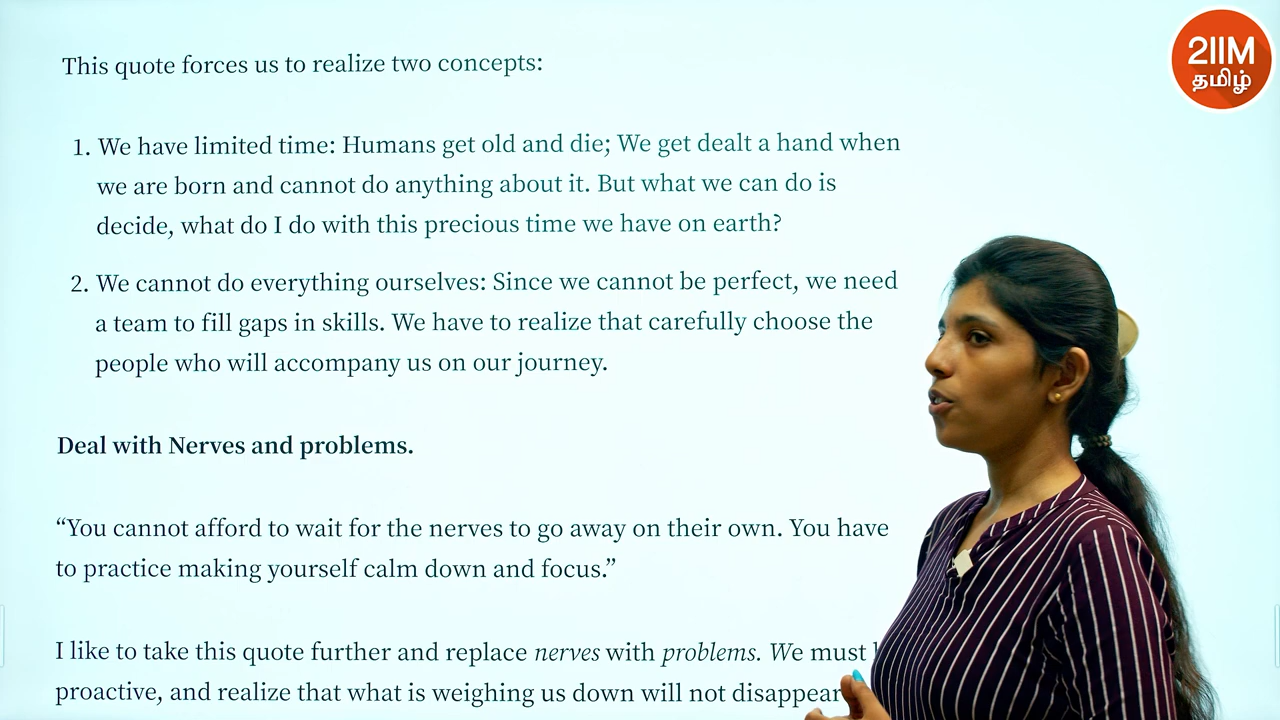 2IIM
தமிழ்
This quote forces us to realize two concepts:
1. We have limited time: Humans get old and die; We get dealt a hand when
we are born and cannot do anything about it. But what we can do is
decide, what do I do with this precious time we have on earth?
2. We cannot do everything ourselves: Since we cannot be perfect, we need
a team to fill gaps in skills. We have to realize that carefully choose the
people who will accompany us on our journey.
Deal with Nerves and problems.
“You cannot afford to wait for the nerves to go away on their own. You have
to practice making yourself calm down and focus.”
I like to take this quote further and replace nerves with problems. We must
proactive, and realize that what is weighing us down will not disappear